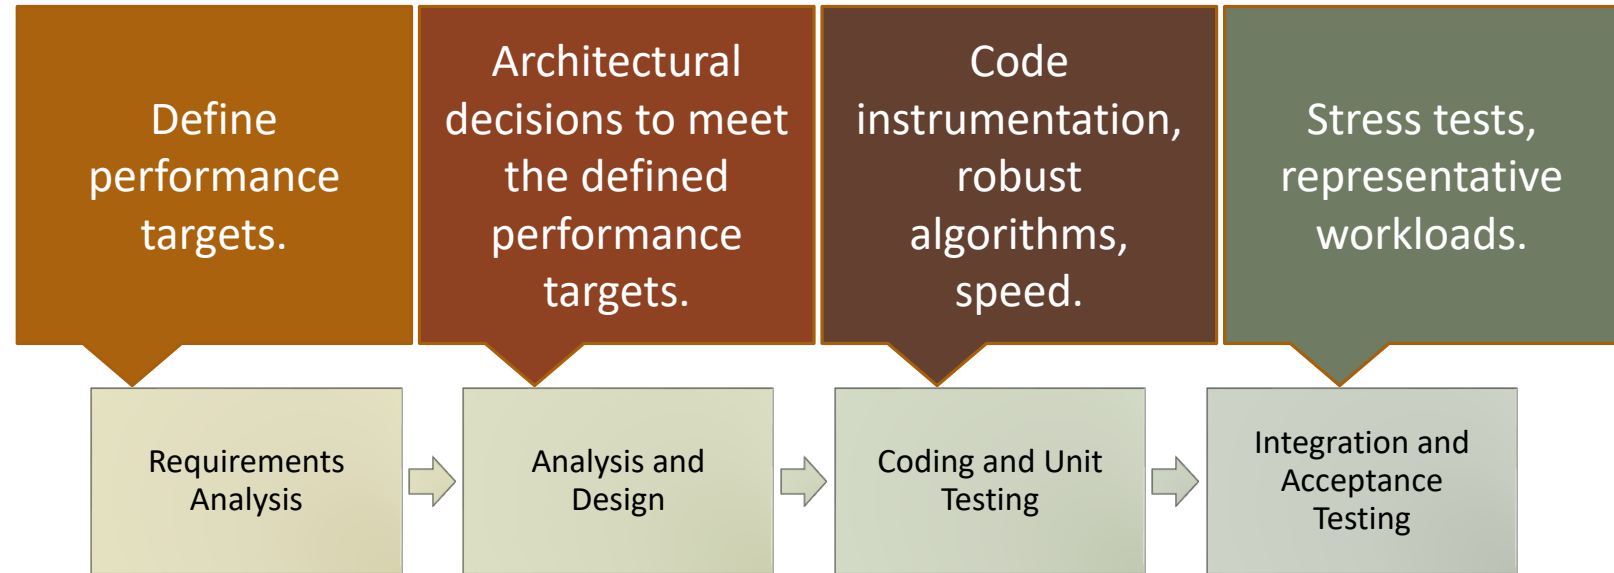 Define
performance
targets.
Architectural
decisions to meet
the defined
performance
targets.
Code
instrumentation,
robust
algorithms,
speed.
Stress tests,
representative
workloads.
Requirements
Analysis
Analysis and
Design
Coding and Unit
Testing
Integration and
Acceptance
Testing